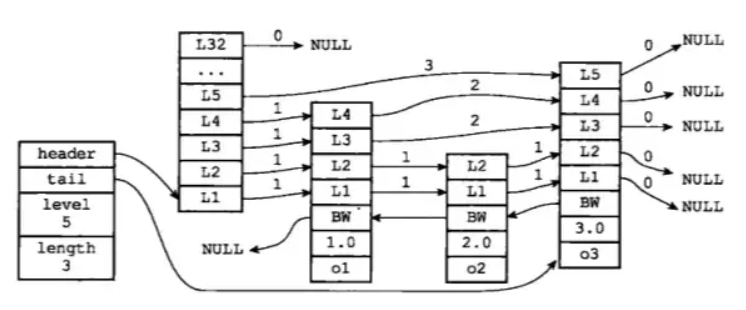 header
tail
level
5
length
3
L32
...
L5
L4
L3
L2
L1
0
NULL
3
1
1
1
1
L4
L3
L2
L1
BW
1.0
o1
NULL
2
2
1
1
L2
L1
BW
2.0
o2
1
1
L5
L4
L3
L2
L1
BW
3.0
o3
0
NULL
0
NULL
0
NULL
0
NULL
0
NULL